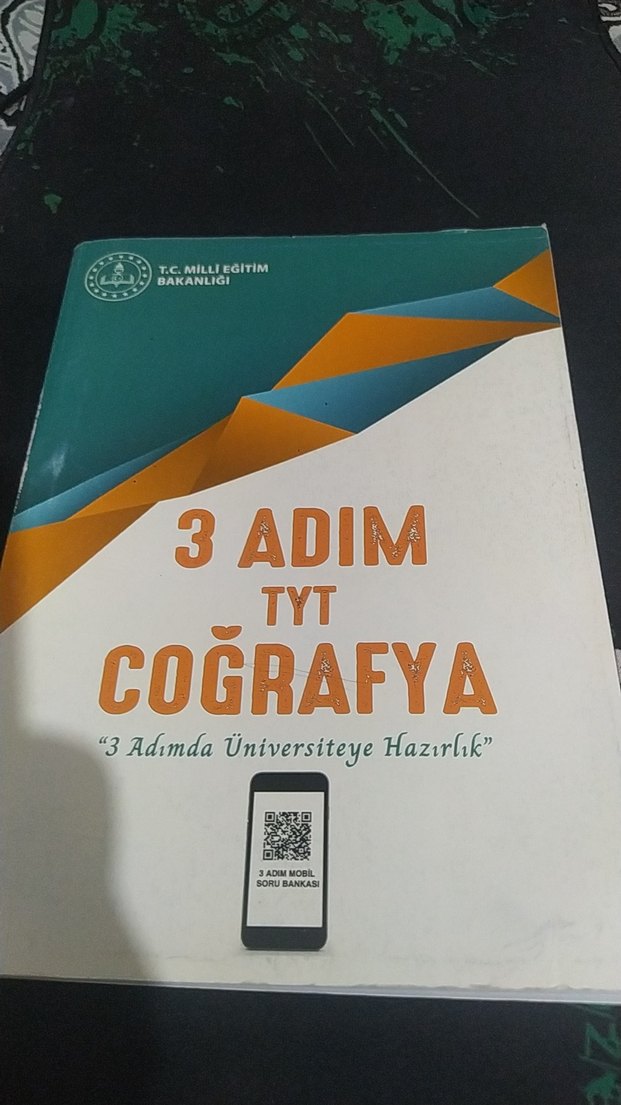 T.C. MİLLÎ EĞİTİM
BAKANLIĞI
3 ADIM
TYT
COĞRAFYA
"3 Adımda Üniversiteye Hazırlık"
3 ADIM MOBİL
SORU BANKASI